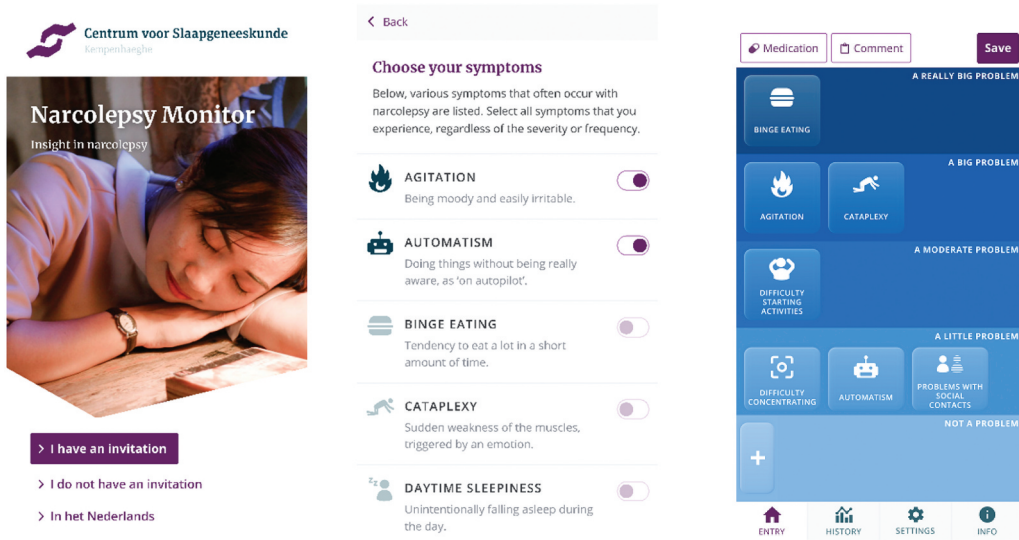 Centrum voor Slaapgeneeskunde
Kempenhaeghe
Narcolepsy Monitor
Insight in narcolepsy
> I have an invitation
> I do not have an invitation
> In het Nederlands
< Back
Choose your symptoms
Below, various symptoms that often occur with
narcolepsy are listed. Select all symptoms that you
experience, regardless of the severity or frequency.
AGITATION
Being moody and easily irritable.
AUTOMATISM
Doing things without being really
aware, as ‘on autopilot’.
BINGE EATING
Tendency to eat a lot in a short
amount of time.
CATAPLEXY
Sudden weakness of the muscles,
triggered by an emotion.
zzz
DAYTIME SLEEPINESS
Unintentionally falling asleep during
the day.
Medication
Comment
Save
A REALLY BIG PROBLEM
BINGE EATING
A BIG PROBLEM
AGITATION
CATAPLEXY
A MODERATE PROBLEM
DIFFICULTY
STARTING
ACTIVITIES
A LITTLE PROBLEM
DIFFICULTY
CONCENTRATING
AUTOMATISM
PROBLEMS WITH
SOCIAL
CONTACTS
NOT A PROBLEM
+
ENTRY
HISTORY
SETTINGS
INFO